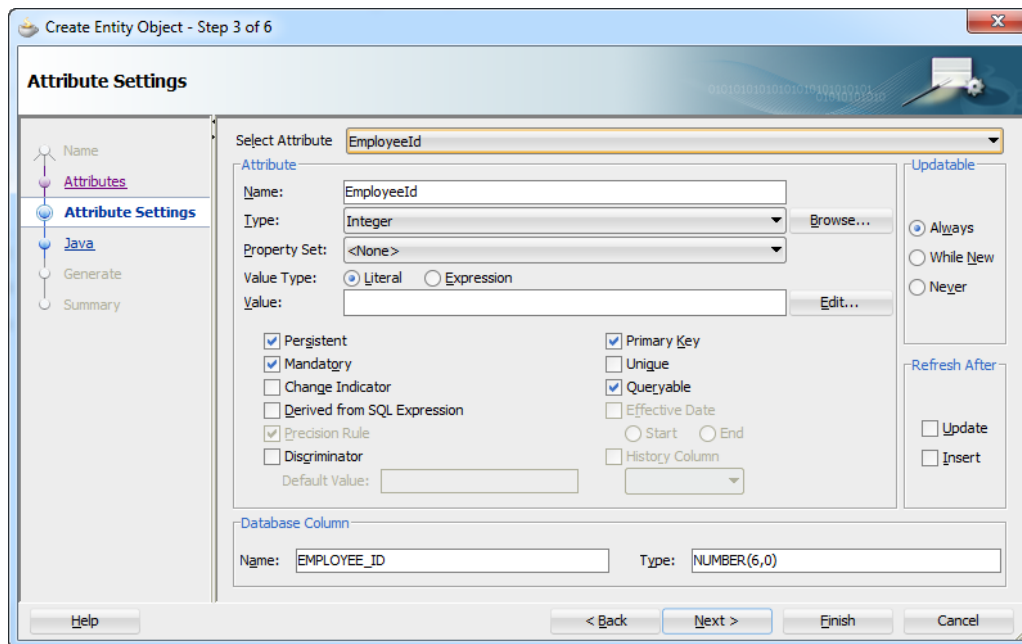 Create Entity Object - Step 3 of 6
Attribute Settings
Name
Attributes
Attribute Settings
Java
Generate
Summary
Select Attribute EmployeeId
Attribute
Name: EmployeeId
Type: Integer Browse...
Property Set: <None>
Value Type: Literal Expression
Value: Edit...
Persistent Primary Key
Mandatory Unique
Change Indicator Queryable
Derived from SQL Expression Effective Date
Precision Rule Start End
Discriminator History Column
Default Value:
Updatable
Always
While New
Never
Refresh After
Update
Insert
Database Column
Name: EMPLOYEE_ID Type: NUMBER(6,0)
Help < Back Next > Finish Cancel